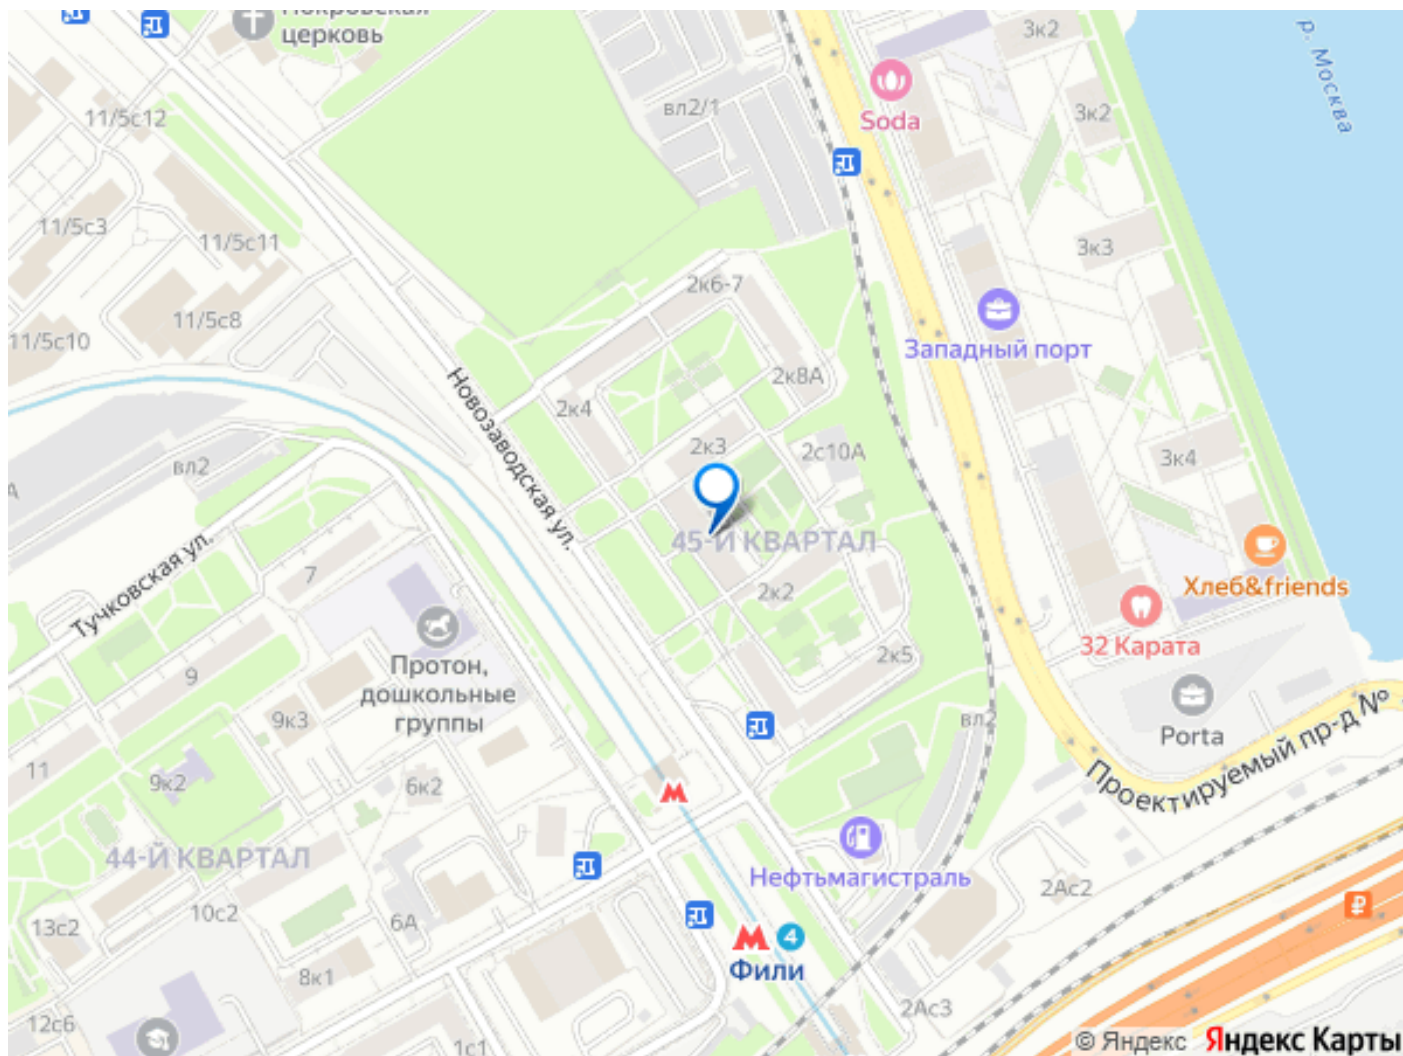 Покровская
церковь
3к2
р. Москва
11/5с12
вл2/1
Soda
3к2
11/5с3
11/5с11
3к3
2к6-7
11/5с8
11/5с10
Западный порт
2к8А
Новозаводская ул.
2к4
2к3
2с10А
3к4
вл2
А
45-Й КВАРТАЛ
Тучковская ул.
7
2к2
Хлеб&friends
Протон,
дошкольные
группы
32 Карата
2к5
9
9к3
вл2
Porta
Проектируемый пр-д №
11
9к2
6к2
44-Й КВАРТАЛ
Нефтьмагистраль
2Ас2
10с2
6А
13с2
4
Фили
8к1
2Ас3
12с6
1с1
© Яндекс Яндекс Карты